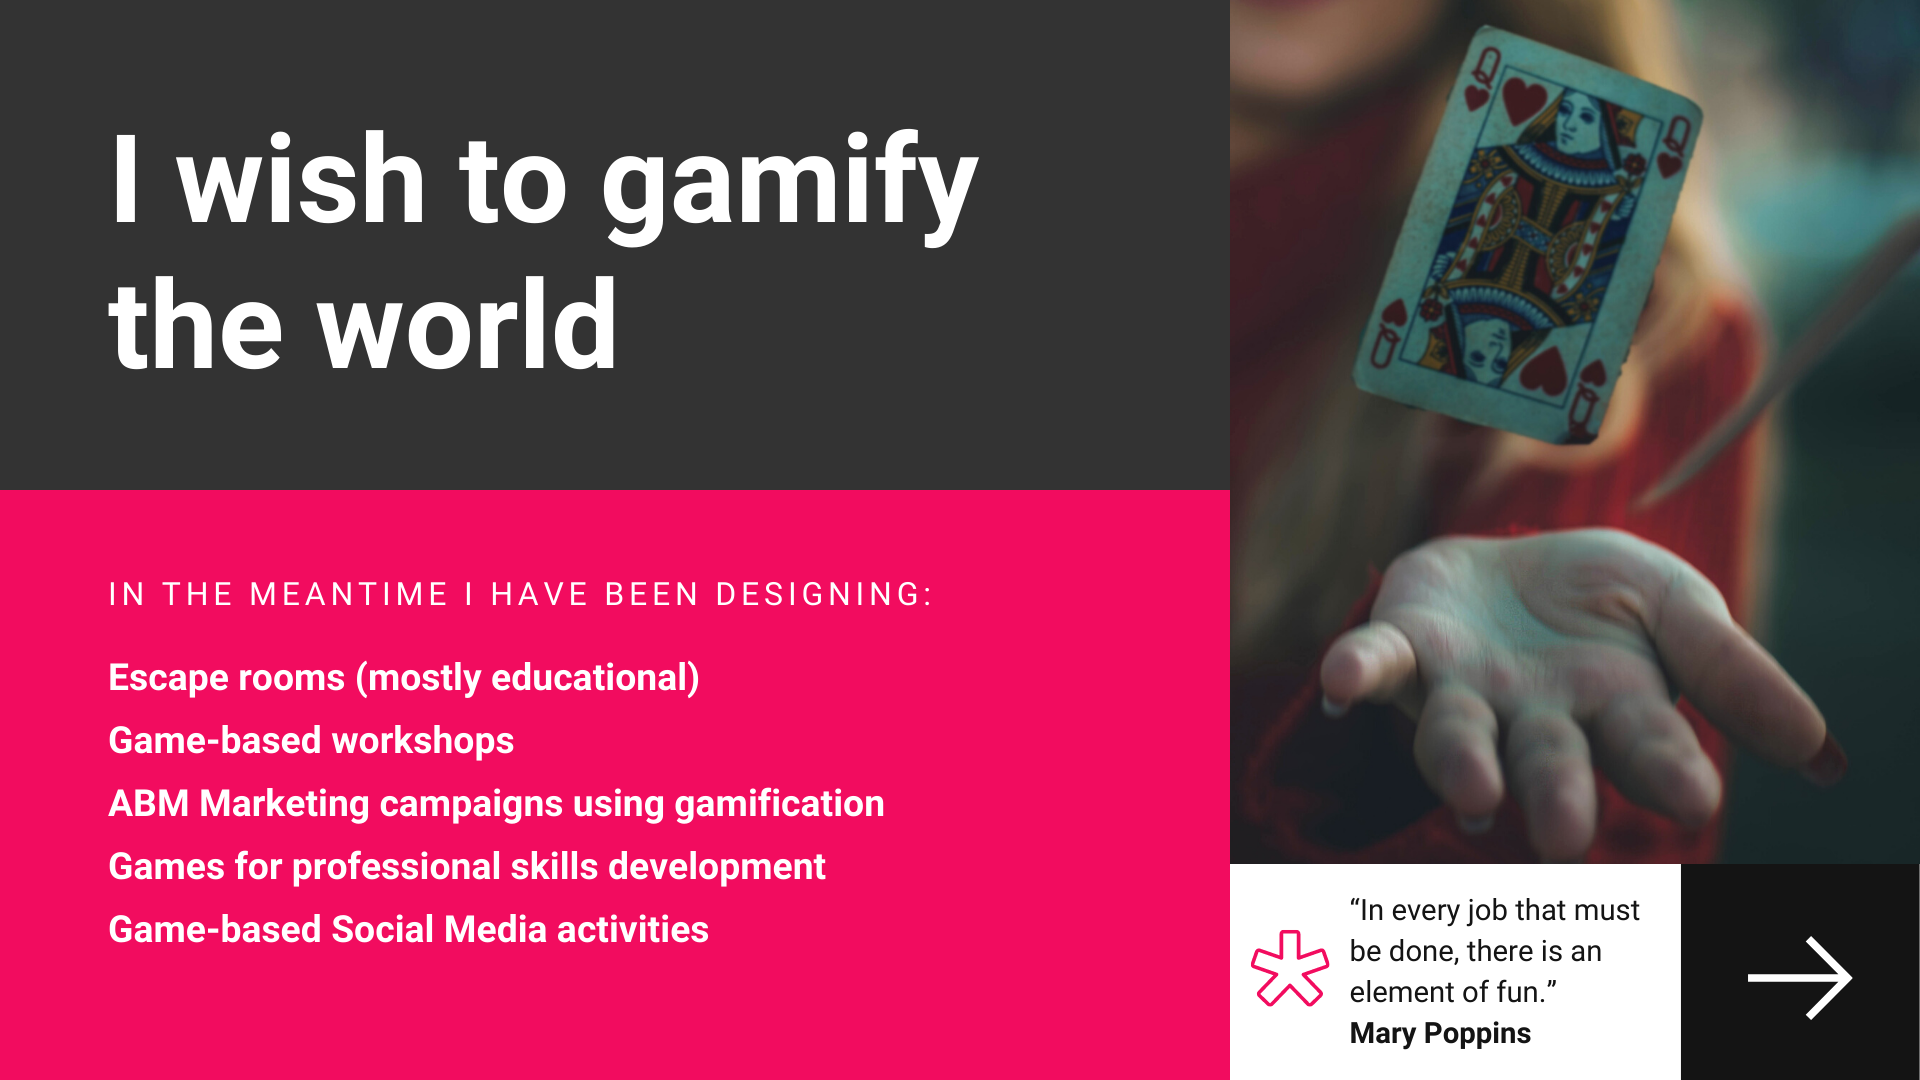 I wish to gamify
the world
IN THE MEANTIME I HAVE BEEN DESIGNING:
Escape rooms (mostly educational)
Game-based workshops
ABM Marketing campaigns using gamification
Games for professional skills development
Game-based Social Media activities
Q
Q
Q
Q
“In every job that must
be done, there is an
element of fun.”
Mary Poppins